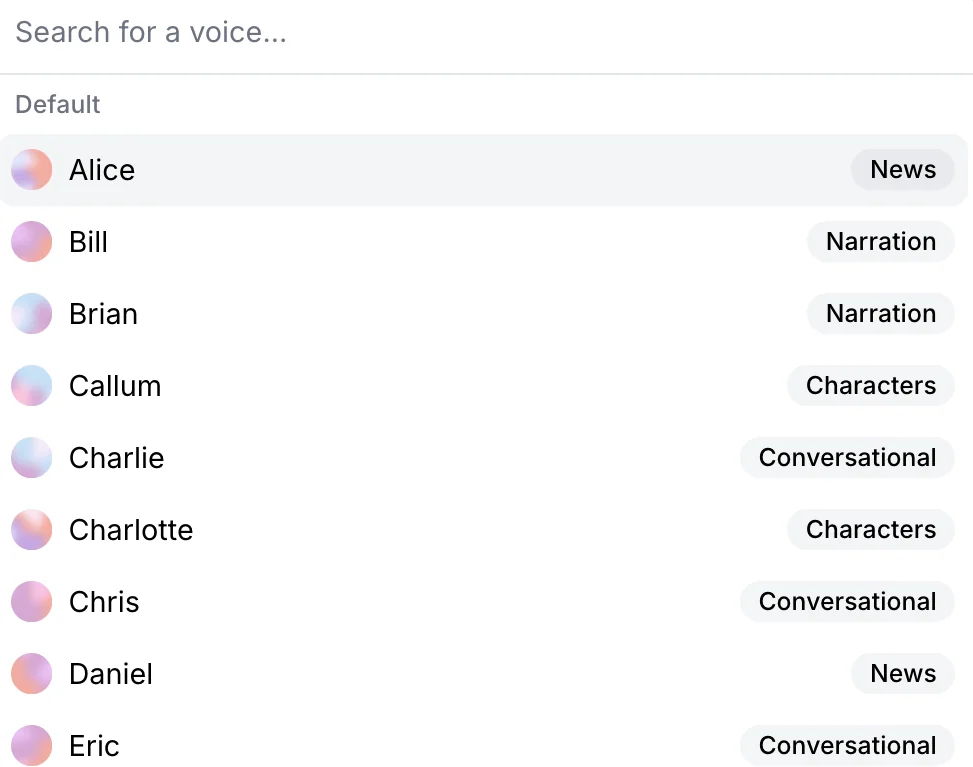 Search for a voice...
Default
Alice News
Bill Narration
Brian Narration
Callum Characters
Charlie Conversational
Charlotte Characters
Chris Conversational
Daniel News
Eric Conversational